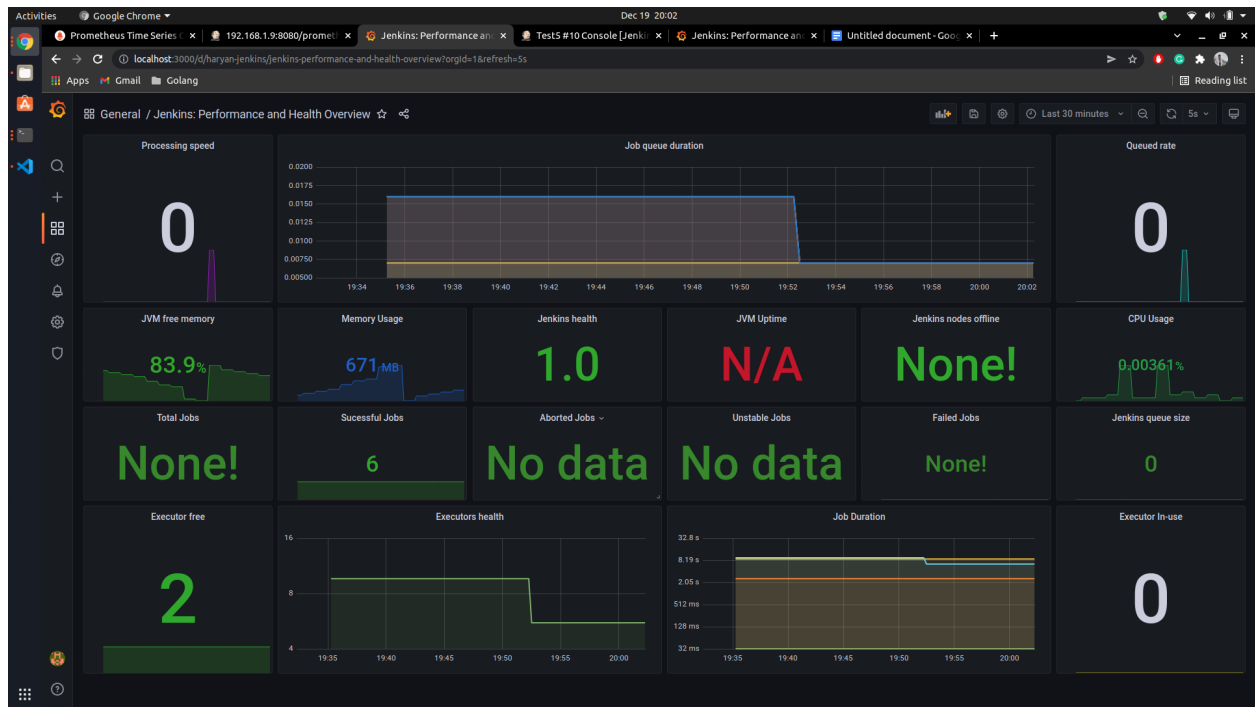 Activities Google Chrome Dec 19 20:02
Prometheus Time Series C 192.168.1.9:8080/prometh Jenkins: Performance and Test5 #10 Console [Jenkin Jenkins: Performance and Untitled document - Goog
localhost:3000/d/haryan-jenkins/jenkins-performance-and-health-overview?orgId=1&refresh=5s
Apps Gmail Golang Reading list
General / Jenkins: Performance and Health Overview Last 30 minutes 5s
Processing speed
0
Job queue duration
0.0200
0.0175
0.0150
0.0125
0.0100
0.00750
0.00500
19:34 19:36 19:38 19:40 19:42 19:44 19:46 19:48 19:50 19:52 19:54 19:56 19:58 20:00 20:02
Queued rate
0
JVM free memory
83.9%
Memory Usage
671 MB
Jenkins health
1.0
JVM Uptime
N/A
Jenkins nodes offline
None!
CPU Usage
0.00361%
Total Jobs
None!
Sucessful Jobs
6
Aborted Jobs
No data
Unstable Jobs
No data
Failed Jobs
None!
Jenkins queue size
0
Executor free
2
Executors health
16
8
4
19:35 19:40 19:45 19:50 19:55 20:00
Job Duration
32.8 s
8.19 s
2.05 s
512 ms
128 ms
32 ms
19:35 19:40 19:45 19:50 19:55 20:00
Executor In-use
0